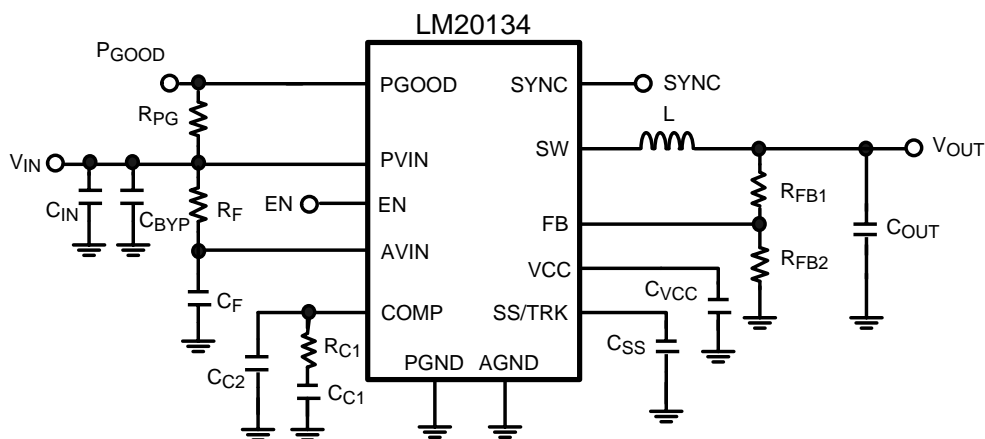 LM20134
PGOOD
PGOOD
SYNC
SYNC
RPG
L
VIN
PVIN
SW
VOUT
CIN
CBYP
RF
EN
EN
RFB1
FB
COUT
AVIN
RFB2
VCC
CF
CVCC
COMP
SS/TRK
RC1
CSS
CC2
PGND
AGND
CC1